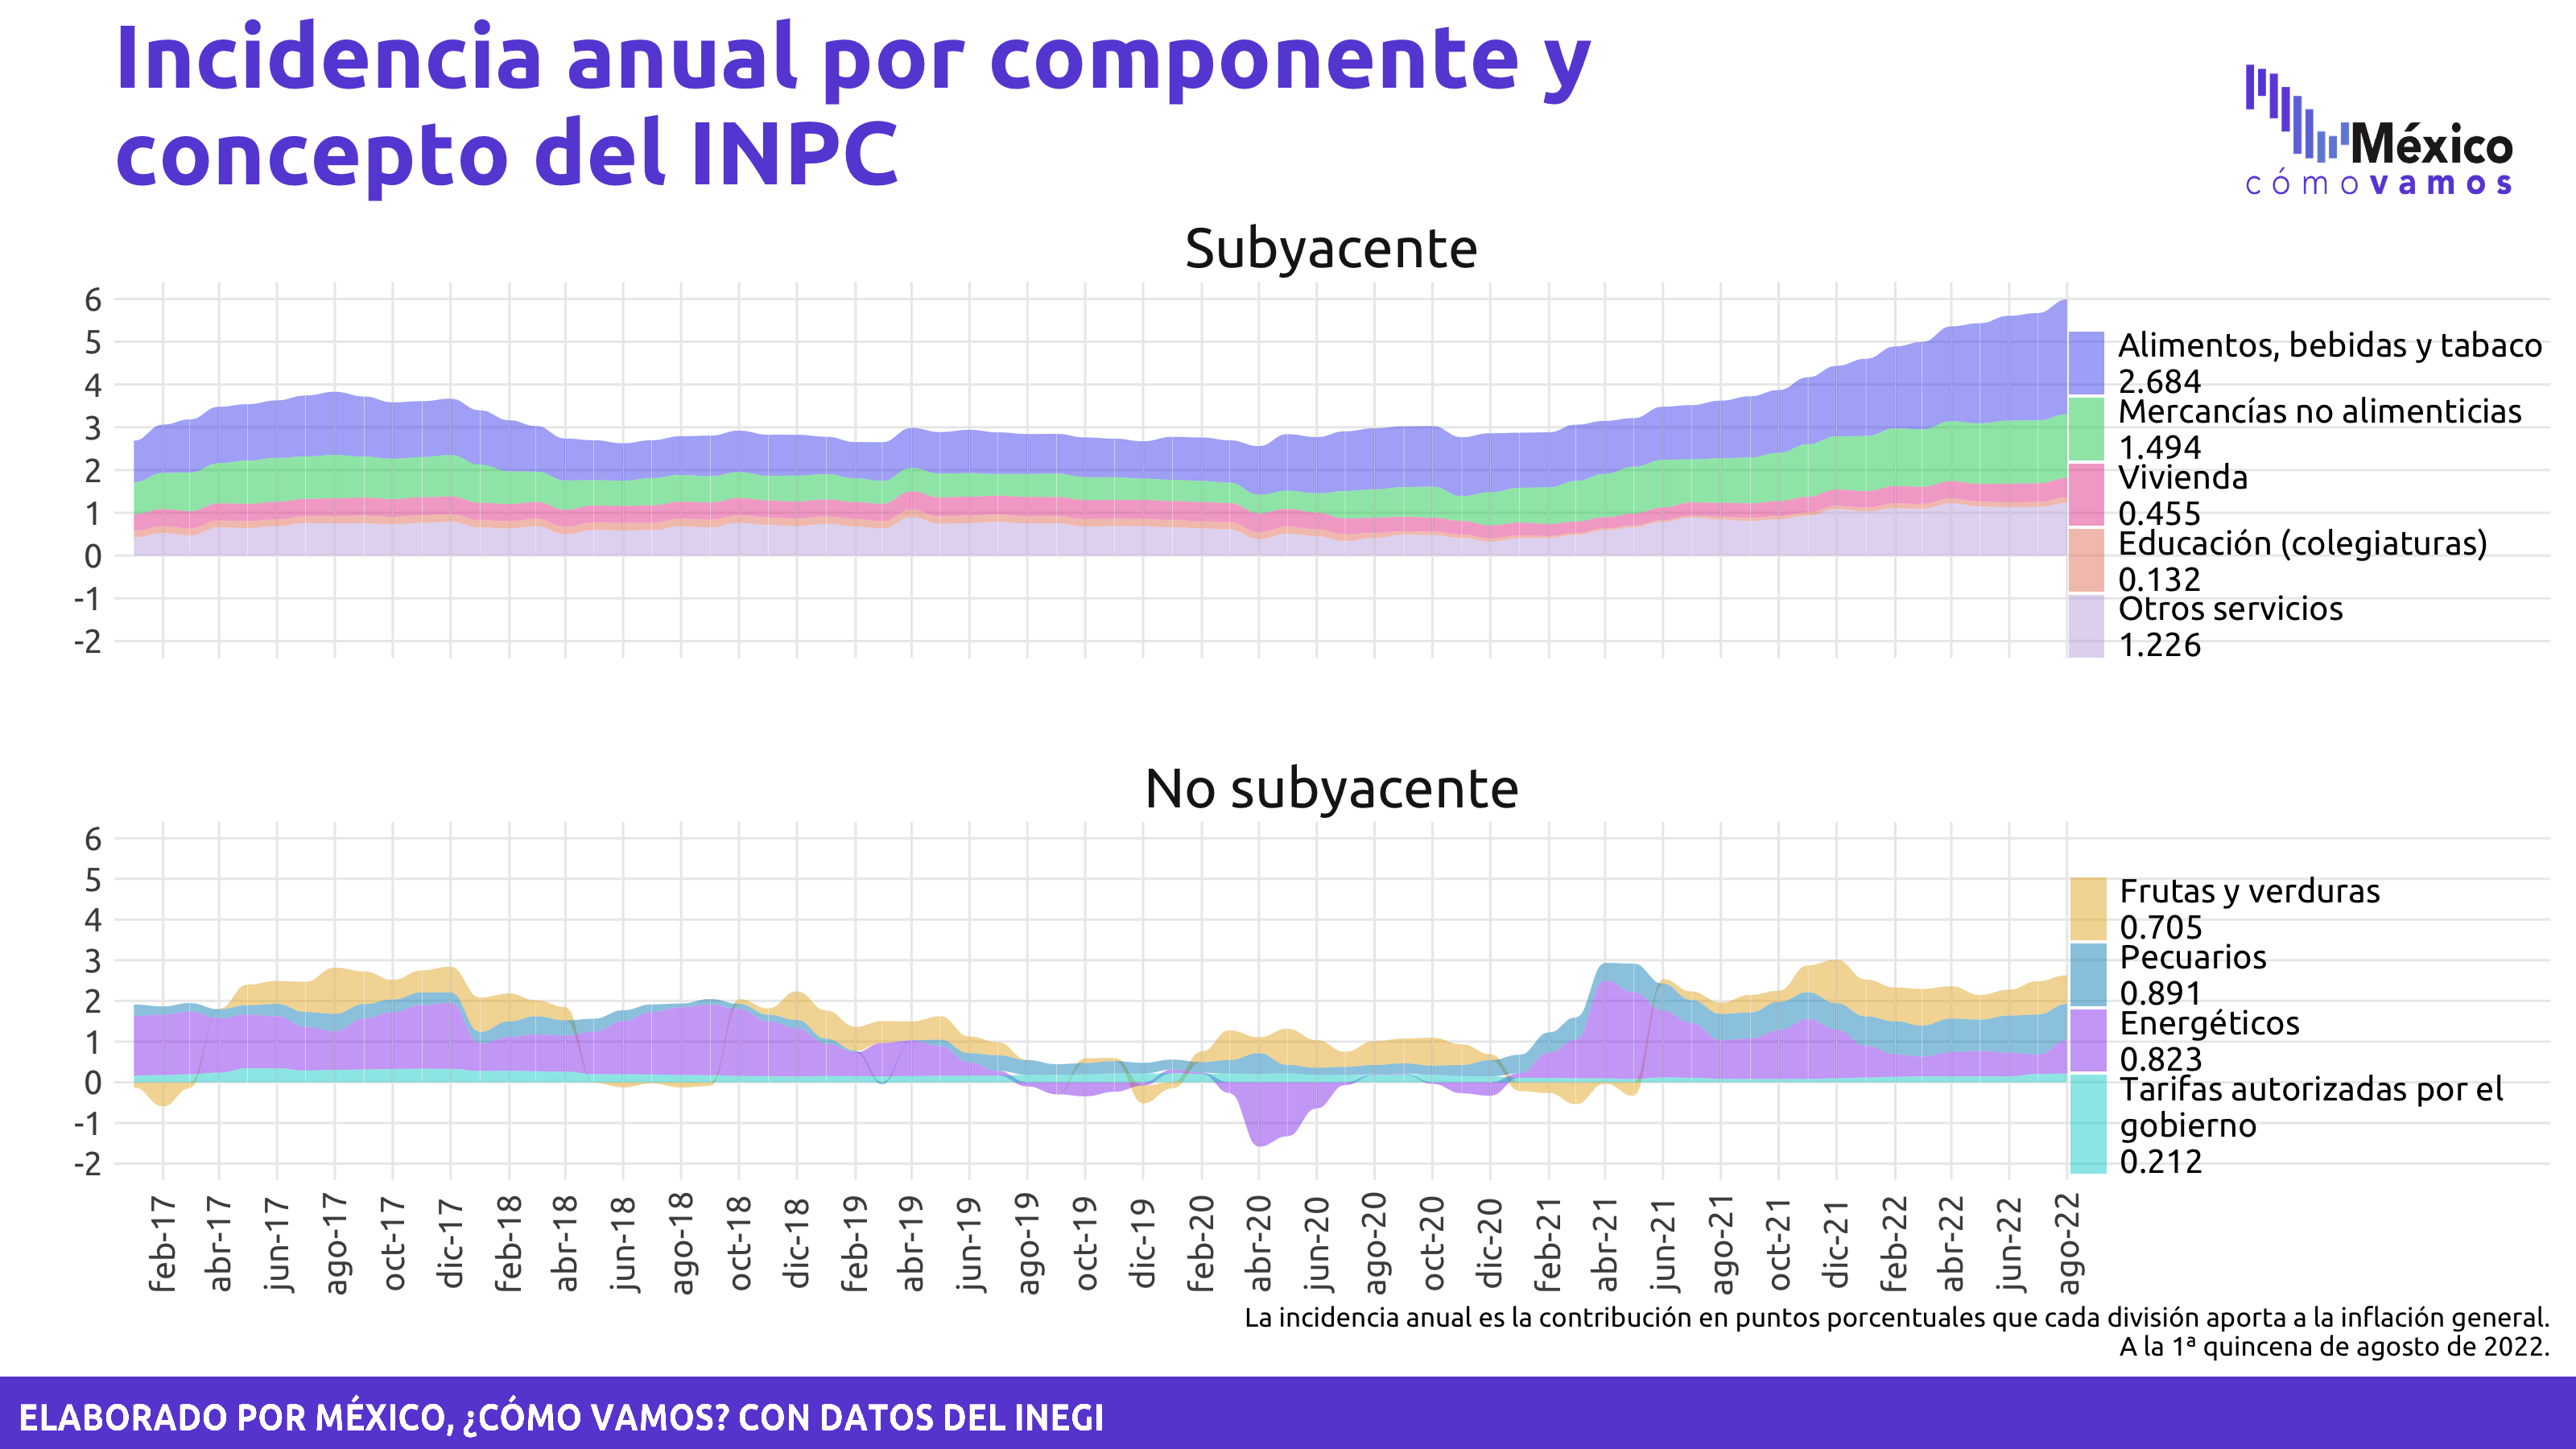 Incidencia anual por componente y
concepto del INPC
México
cómovamos
Subyacente
6
5
4
3
2
1
0
-1
-2
Alimentos, bebidas y tabaco
2.684
Mercancías no alimenticias
1.494
Vivienda
0.455
Educación (colegiaturas)
0.132
Otros servicios
1.226
No subyacente
6
5
4
3
2
1
0
-1
-2
Frutas y verduras
0.705
Pecuarios
0.891
Energéticos
0.823
Tarifas autorizadas por el
gobierno
0.212
feb-17
abr-17
jun-17
ago-17
oct-17
dic-17
feb-18
abr-18
jun-18
ago-18
oct-18
dic-18
feb-19
abr-19
jun-19
ago-19
oct-19
dic-19
feb-20
abr-20
jun-20
ago-20
oct-20
dic-20
feb-21
abr-21
jun-21
ago-21
oct-21
dic-21
feb-22
abr-22
jun-22
ago-22
La incidencia anual es la contribución en puntos porcentuales que cada división aporta a la inflación general.
A la 1ª quincena de agosto de 2022.
ELABORADO POR MÉXICO, ¿CÓMO VAMOS? CON DATOS DEL INEGI